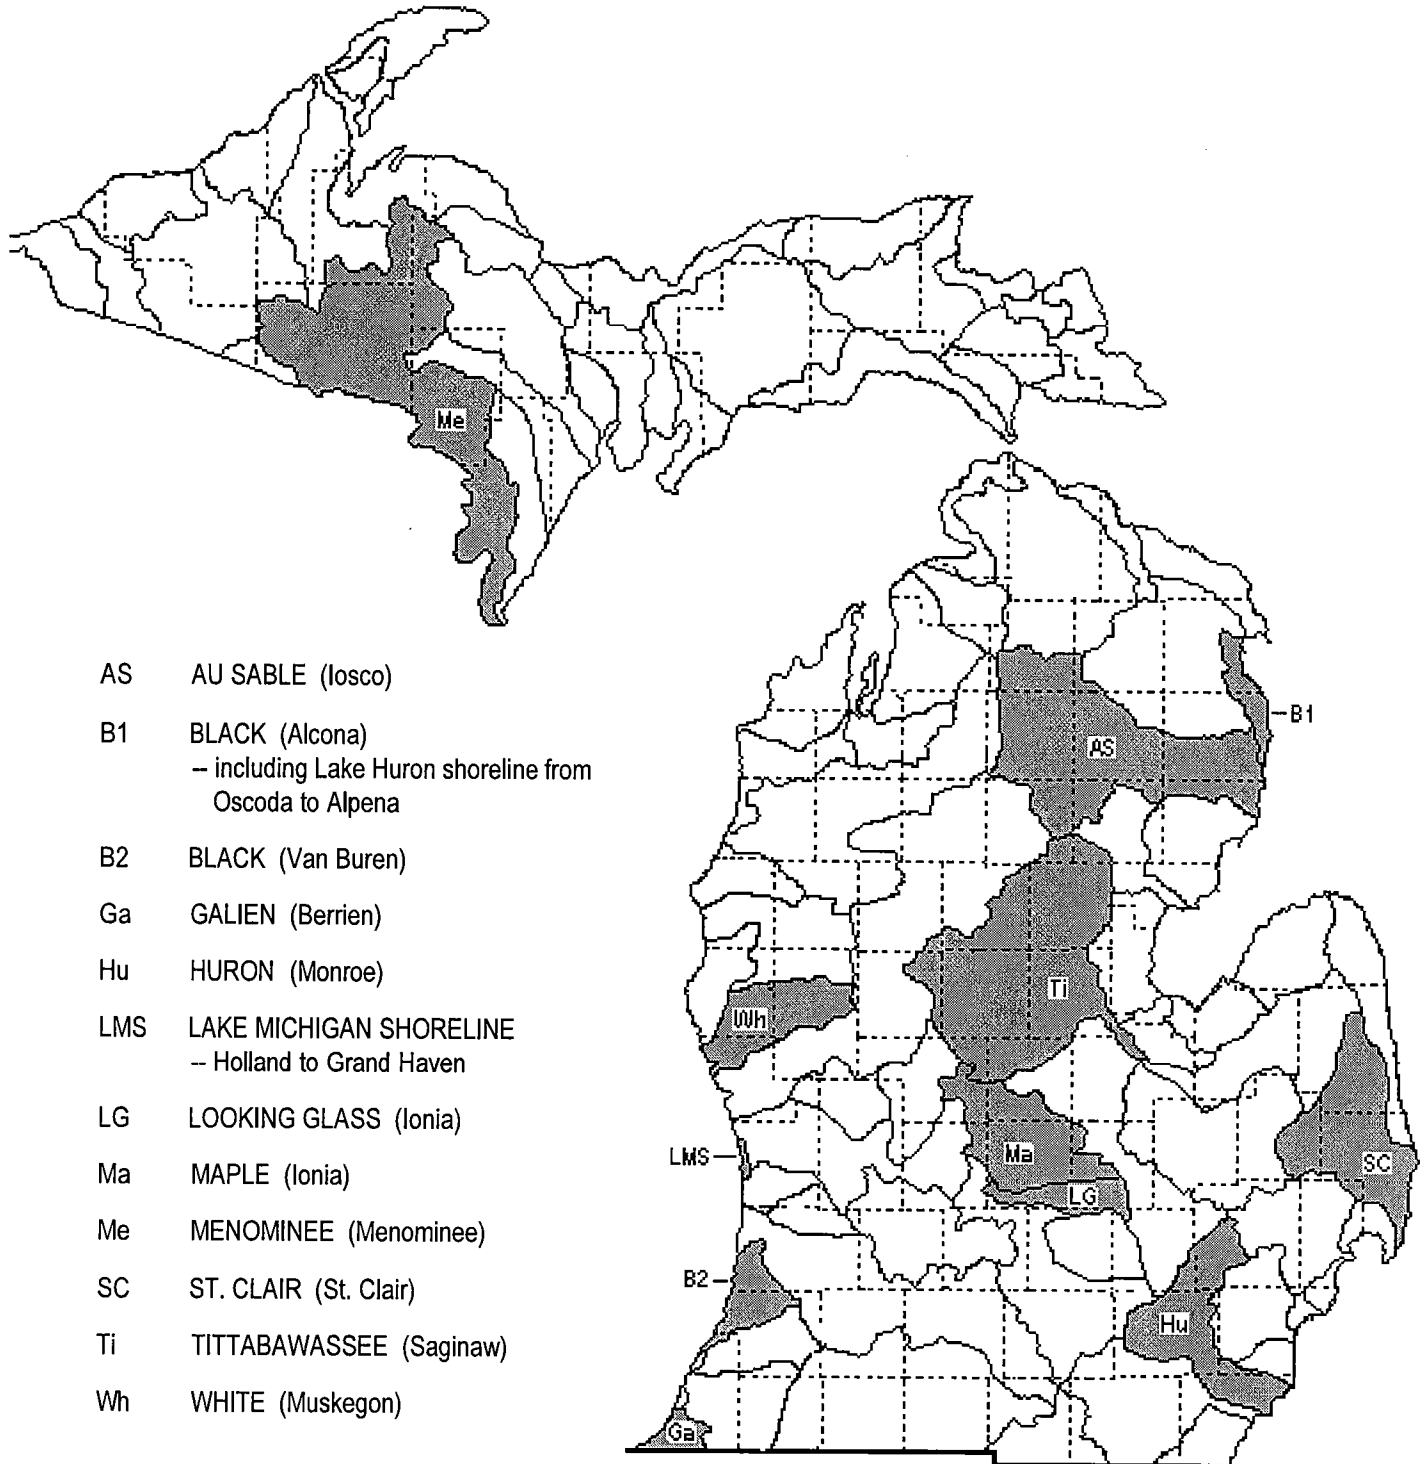 Me
AS AU SABLE (Iosco)
B1 BLACK (Alcona)
-- including Lake Huron shoreline from
Oscoda to Alpena
B2 BLACK (Van Buren)
Ga GALIEN (Berrien)
Hu HURON (Monroe)
LMS LAKE MICHIGAN SHORELINE
-- Holland to Grand Haven
LG LOOKING GLASS (Ionia)
Ma MAPLE (Ionia)
Me MENOMINEE (Menominee)
SC ST. CLAIR (St. Clair)
Ti TITTABAWASSEE (Saginaw)
Wh WHITE (Muskegon)
B1
AS
Ti
Wh
LMS
Ma
SC
LG
B2
Hu
Ga